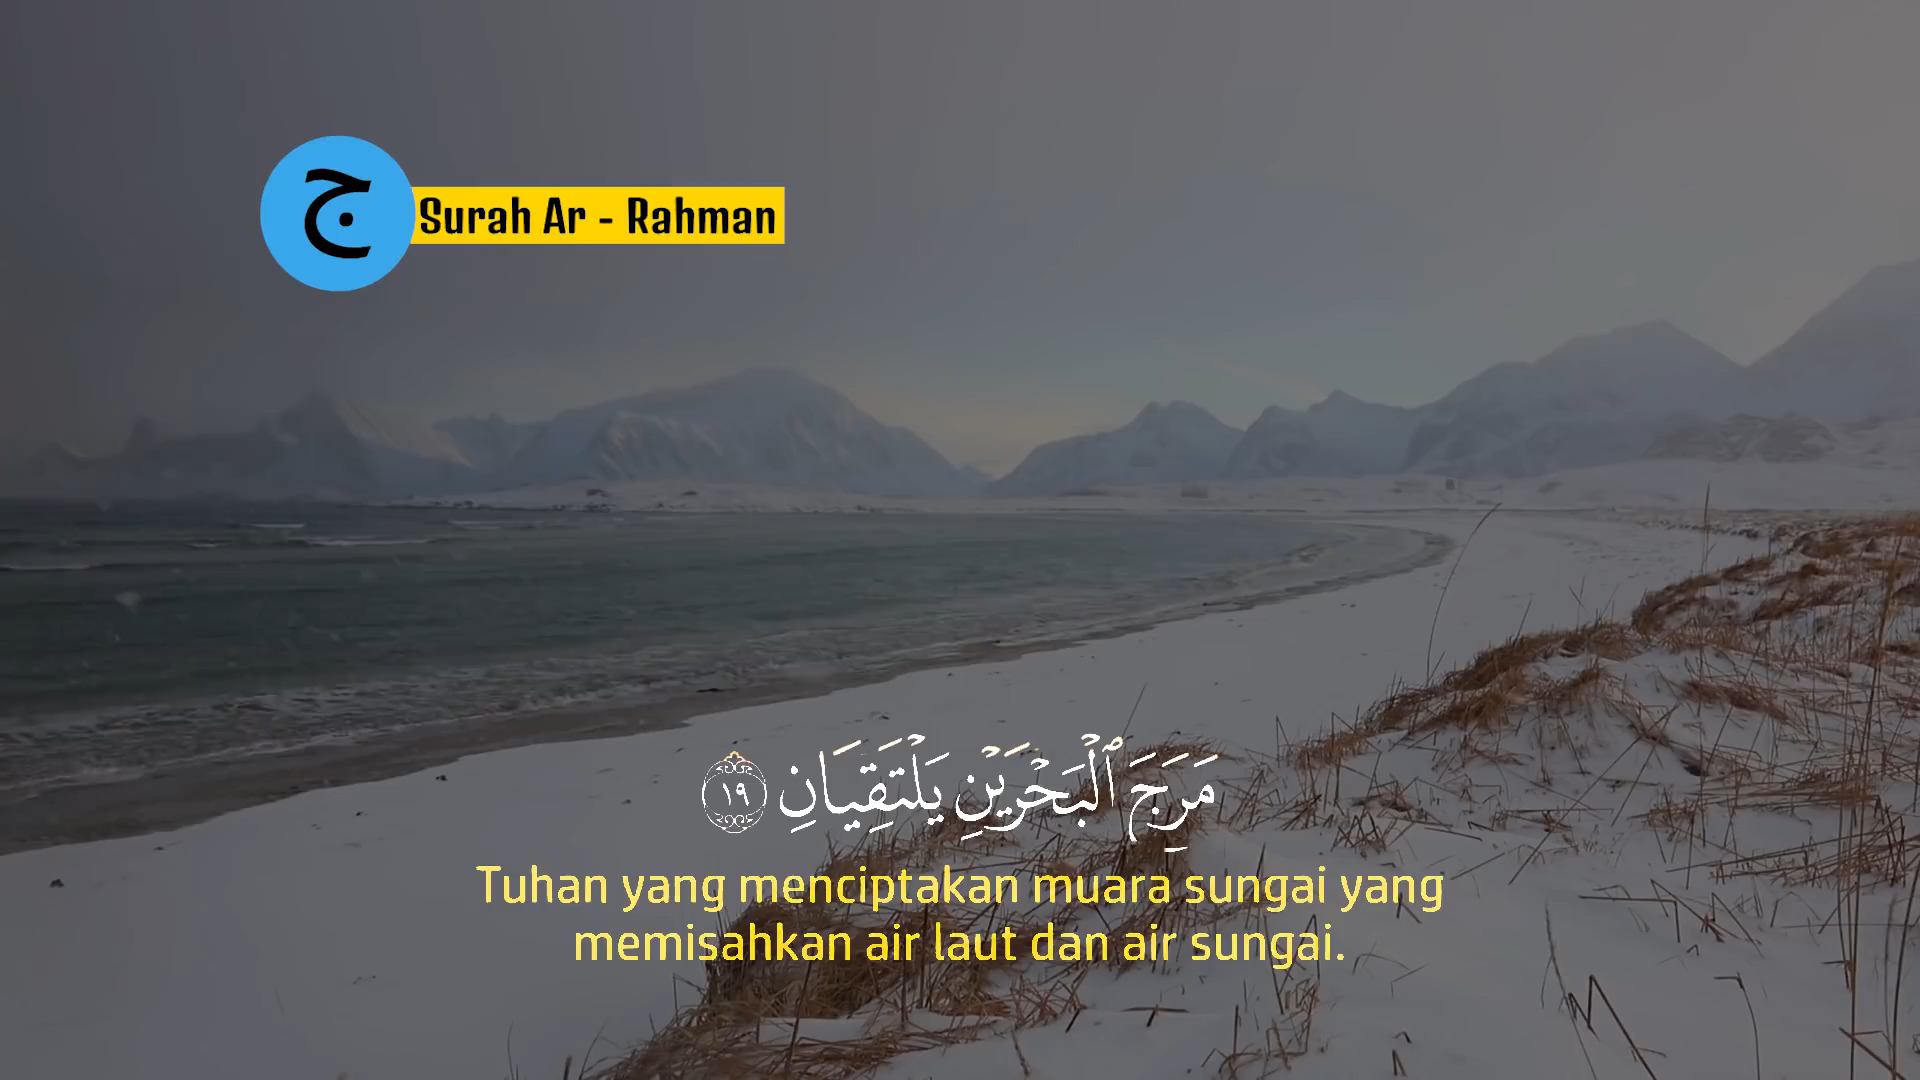 ج
Surah Ar - Rahman
مَرَجَ ٱلْبَحْرَيْنِ يَلْتَقِيَانِ ١٩
Tuhan yang menciptakan muara sungai yang
memisahkan air laut dan air sungai.